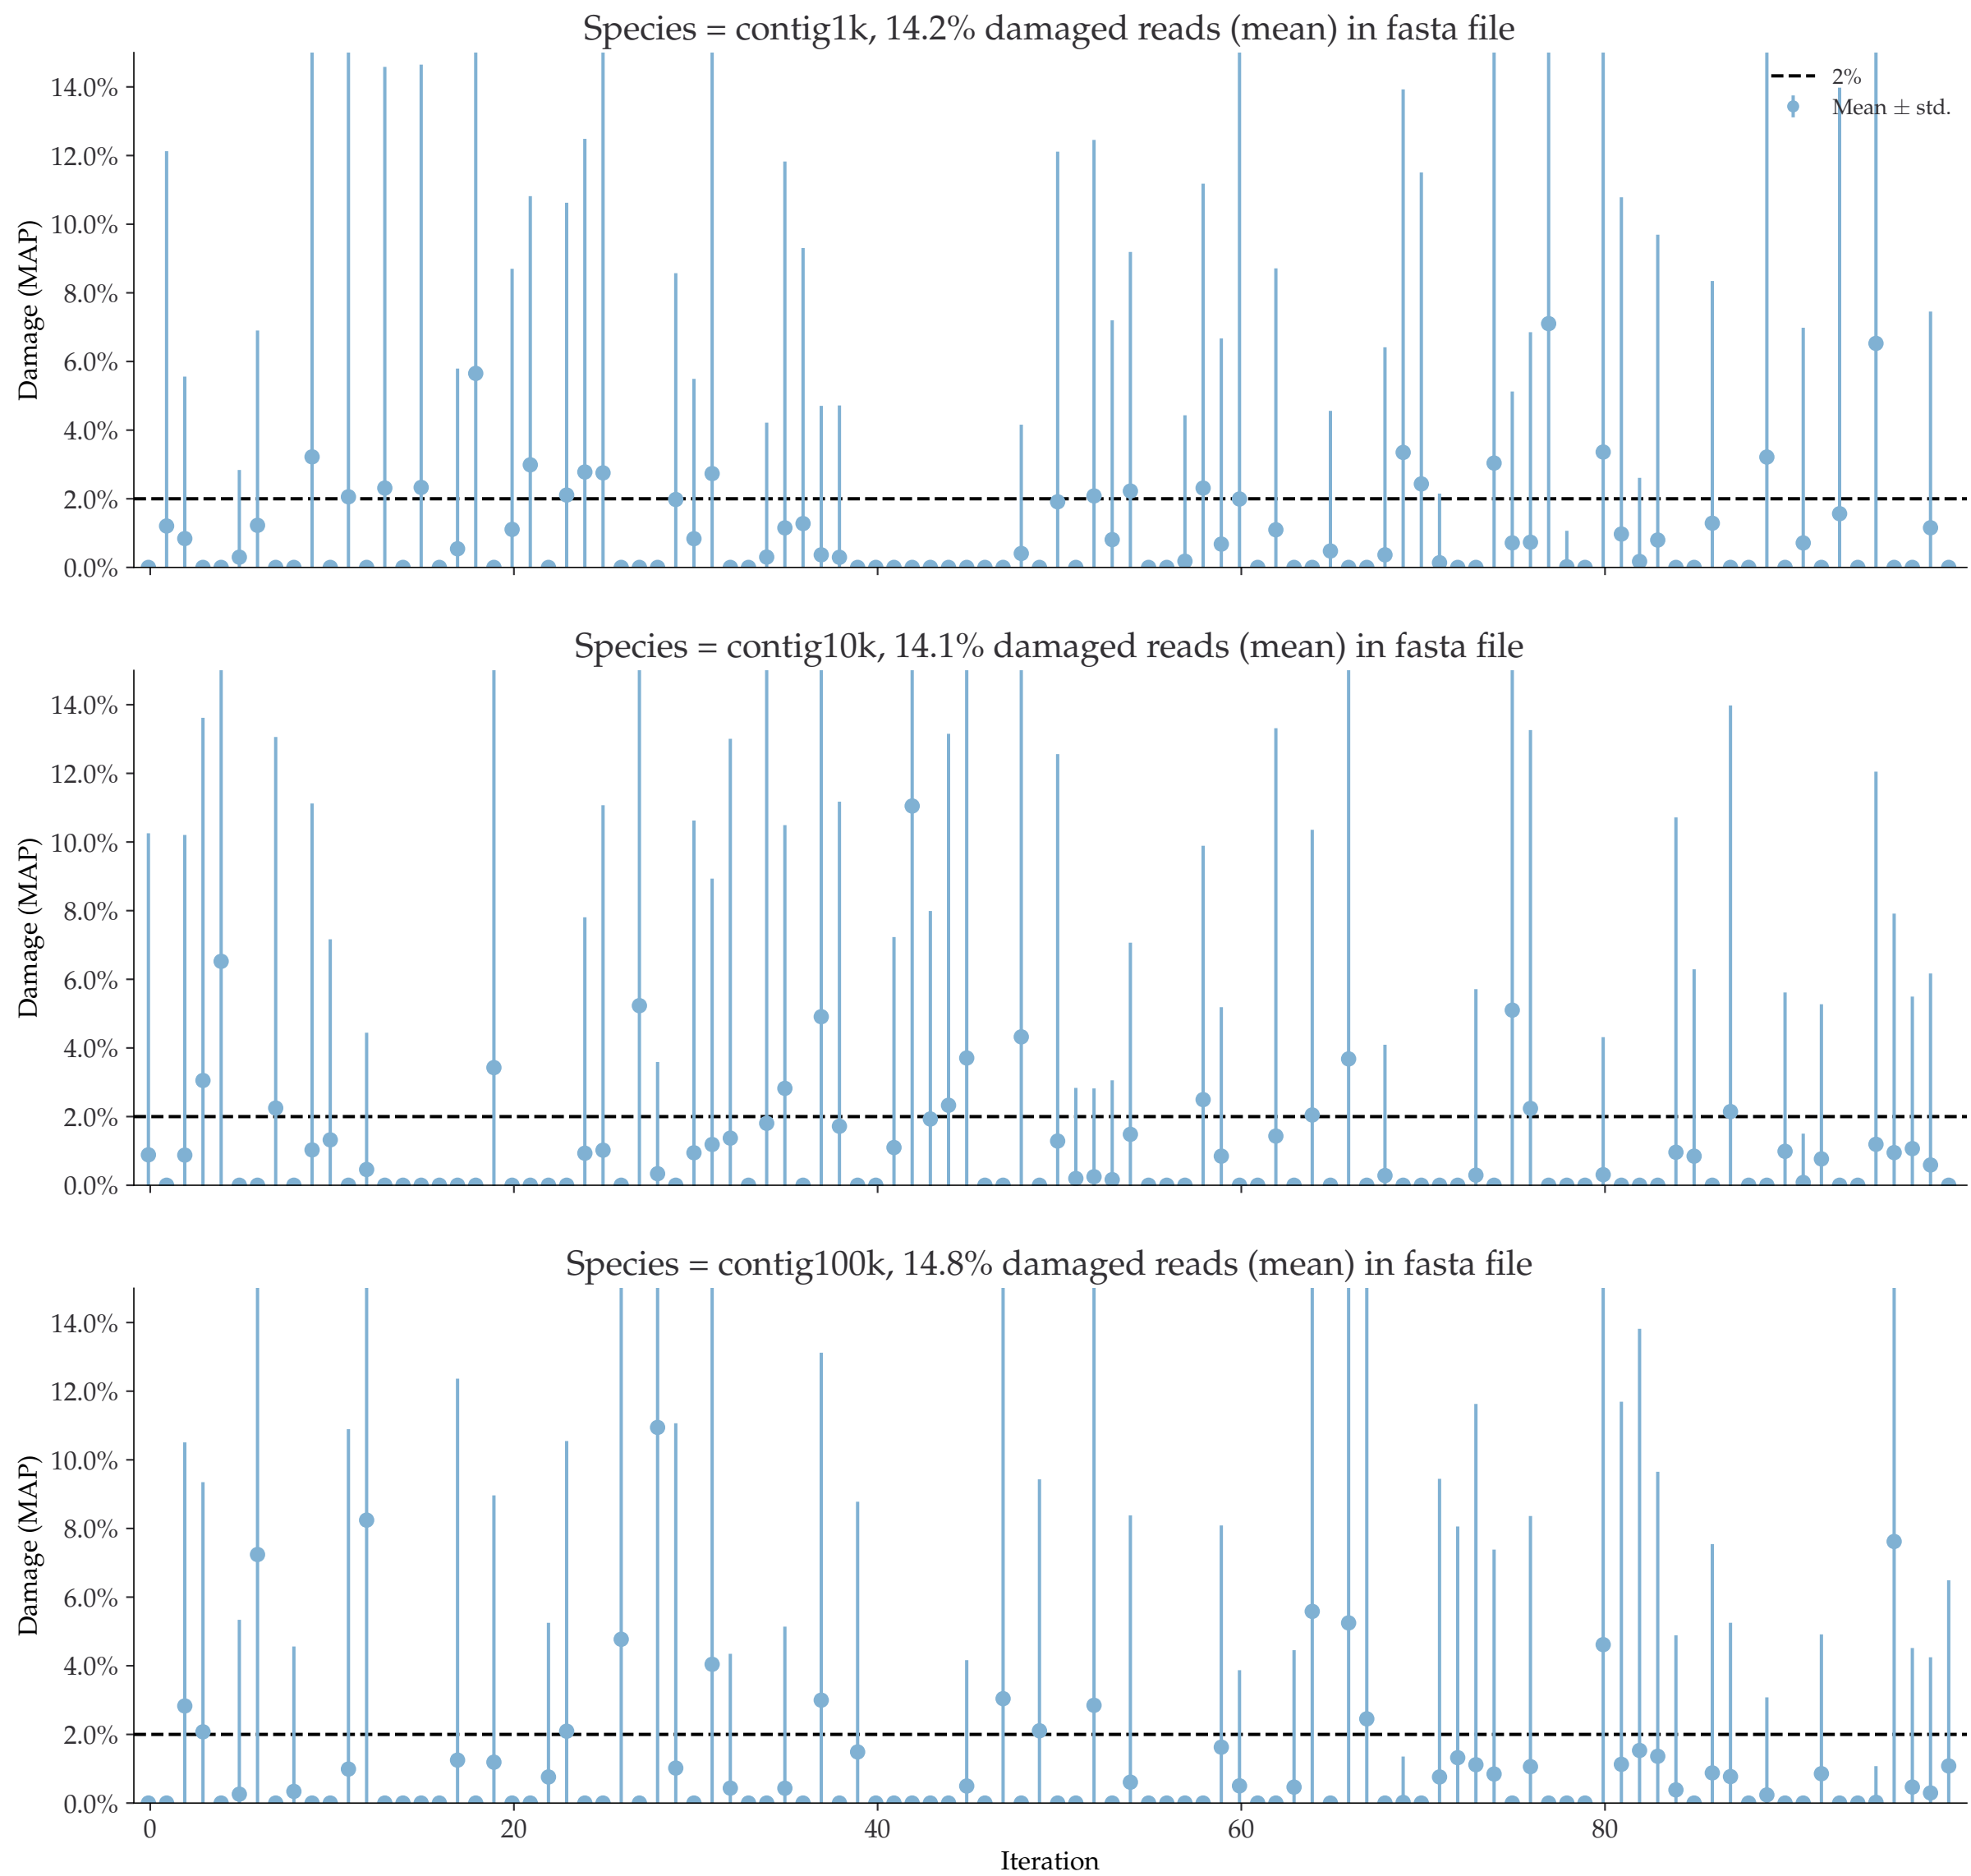 Species = contig1k, 14.2% damaged reads (mean) in fasta file
14.0%
12.0%
10.0%
8.0%
6.0%
4.0%
2.0%
0.0%
Damage (MAP)
2%
Mean ± std.
Species = contig10k, 14.1% damaged reads (mean) in fasta file
14.0%
12.0%
10.0%
8.0%
6.0%
4.0%
2.0%
0.0%
Damage (MAP)
Species = contig100k, 14.8% damaged reads (mean) in fasta file
14.0%
12.0%
10.0%
8.0%
6.0%
4.0%
2.0%
0.0%
Damage (MAP)
0 20 40 60 80
Iteration